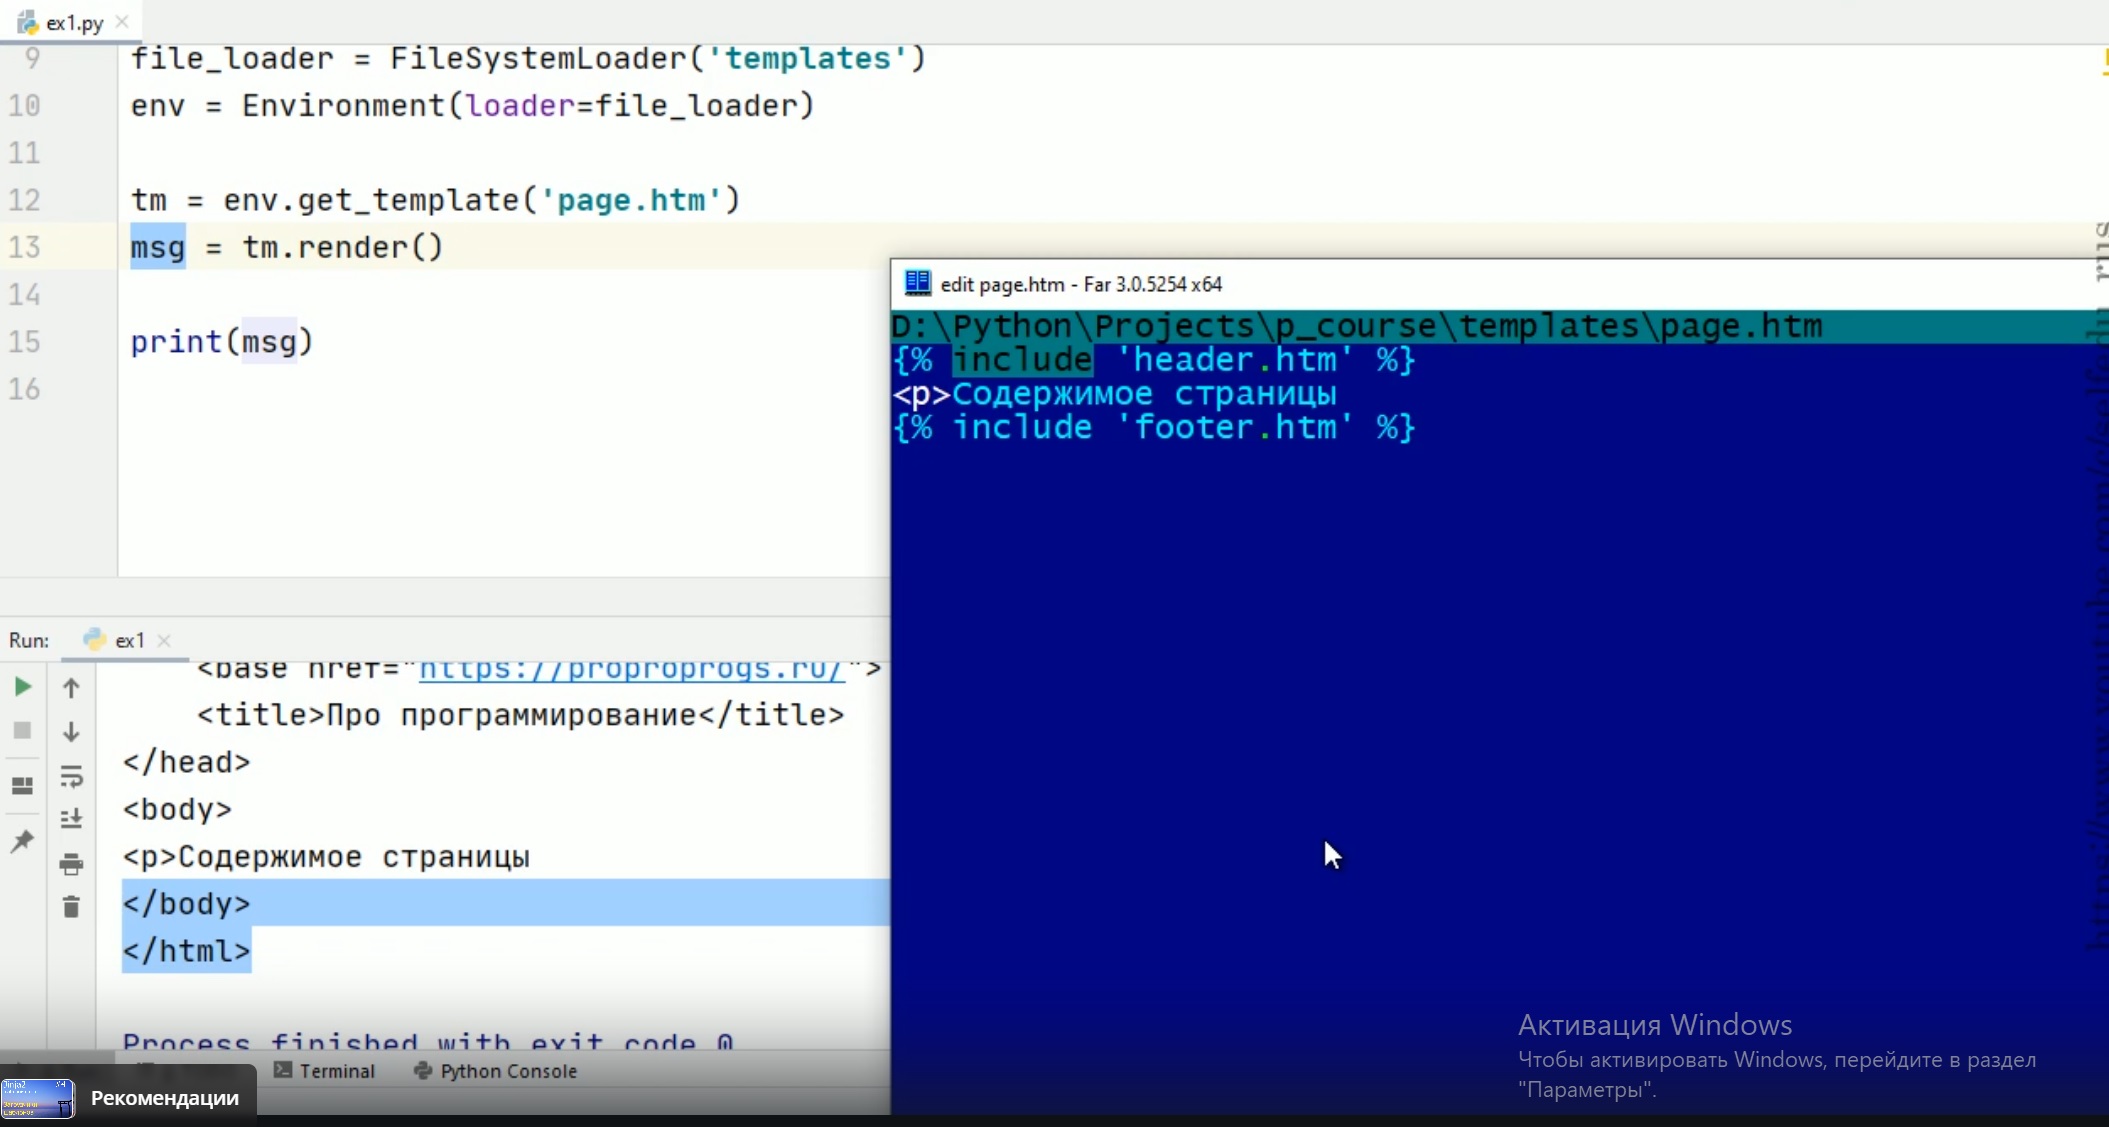 ex1.py
9 file_loader = FileSystemLoader('templates')
10 env = Environment(loader=file_loader)
11
12 tm = env.get_template('page.htm')
13 msg = tm.render()
14
15 print(msg)
16
edit page.htm - Far 3.0.5254 x64
D:\Python\Projects\p_course\templates\page.htm
{% include 'header.htm' %}
<p>Содержимое страницы
{% include 'footer.htm' %}
Run: ex1
<base href="https://proproprogs.ru/">
<title>Про программирование</title>
</head>
<body>
<p>Содержимое страницы
</body>
</html>
Process finished with exit code 0
Terminal Python Console
Рекомендации
Активация Windows
Чтобы активировать Windows, перейдите в раздел
"Параметры".